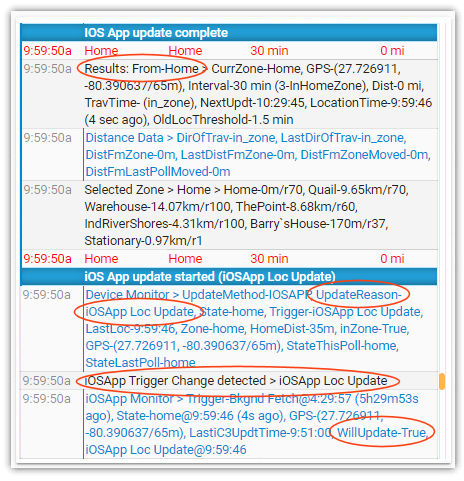 iOS App update complete
9:59:50a Home Home 30 min 0 mi
9:59:50a Results: From-Home > CurrZone-Home, GPS-(27.726911,
-80.390637/65m), Interval-30 min (3-InHomeZone), Dist-0 mi,
TravTime- (in_zone), NextUpdt-10:29:45, LocationTime-9:59:46
(4 sec ago), OldLocThreshold-1.5 min
9:59:50a Distance Data > DirOfTrav-in_zone, LastDirOfTrav-in_zone,
DistFmZone-0m, LastDistFmZone-0m, DistFmZoneMoved-0m,
DistFmLastPollMoved-0m
9:59:50a Selected Zone > Home > Home-0m/r70, Quail-9.65km/r70,
Warehouse-14.07km/r100, ThePoint-8.68km/r60,
IndRiverShores-4.31km/r100, Barry`sHouse-170m/r37,
Stationary-0.97km/r1
9:59:50a Home Home 30 min 0 mi
iOS App update started (iOSApp Loc Update)
9:59:50a Device Monitor > UpdateMethod-IOSAPP, UpdateReason-
iOSApp Loc Update, State-home, Trigger-iOSApp Loc Update,
LastLoc-9:59:46, Zone-home, HomeDist-35m, inZone-True,
GPS-(27.726911, -80.390637/65m), StateThisPoll-home,
StateLastPoll-home
9:59:50a iOSApp Trigger Change detected > iOSApp Loc Update
9:59:50a iOSApp Monitor > Trigger-Bkgnd Fetch@4:29:57 (5h29m53s
ago), State-home@9:59:46 (4s ago), GPS-(27.726911,
-80.390637/65m), LastiC3UpdtTime-9:51:00, WillUpdate-True,
iOSApp Loc Update@9:59:46